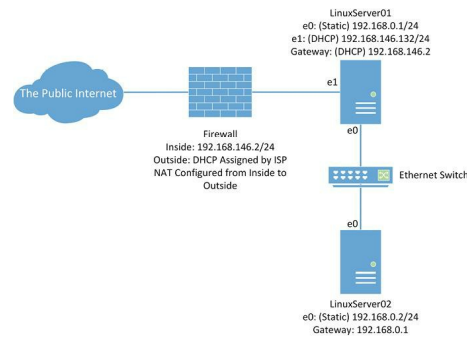 LinuxServer01
e0: (Static) 192.168.0.1/24
e1: (DHCP) 192.168.146.132/24
Gateway: (DHCP) 192.168.146.2
e1
The Public Internet
e0
Firewall
Inside: 192.168.146.2/24
Outside: DHCP Assigned by ISP
NAT Configured from Inside to
Outside
Ethernet Switch
e0
LinuxServer02
e0: (Static) 192.168.0.2/24
Gateway: 192.168.0.1